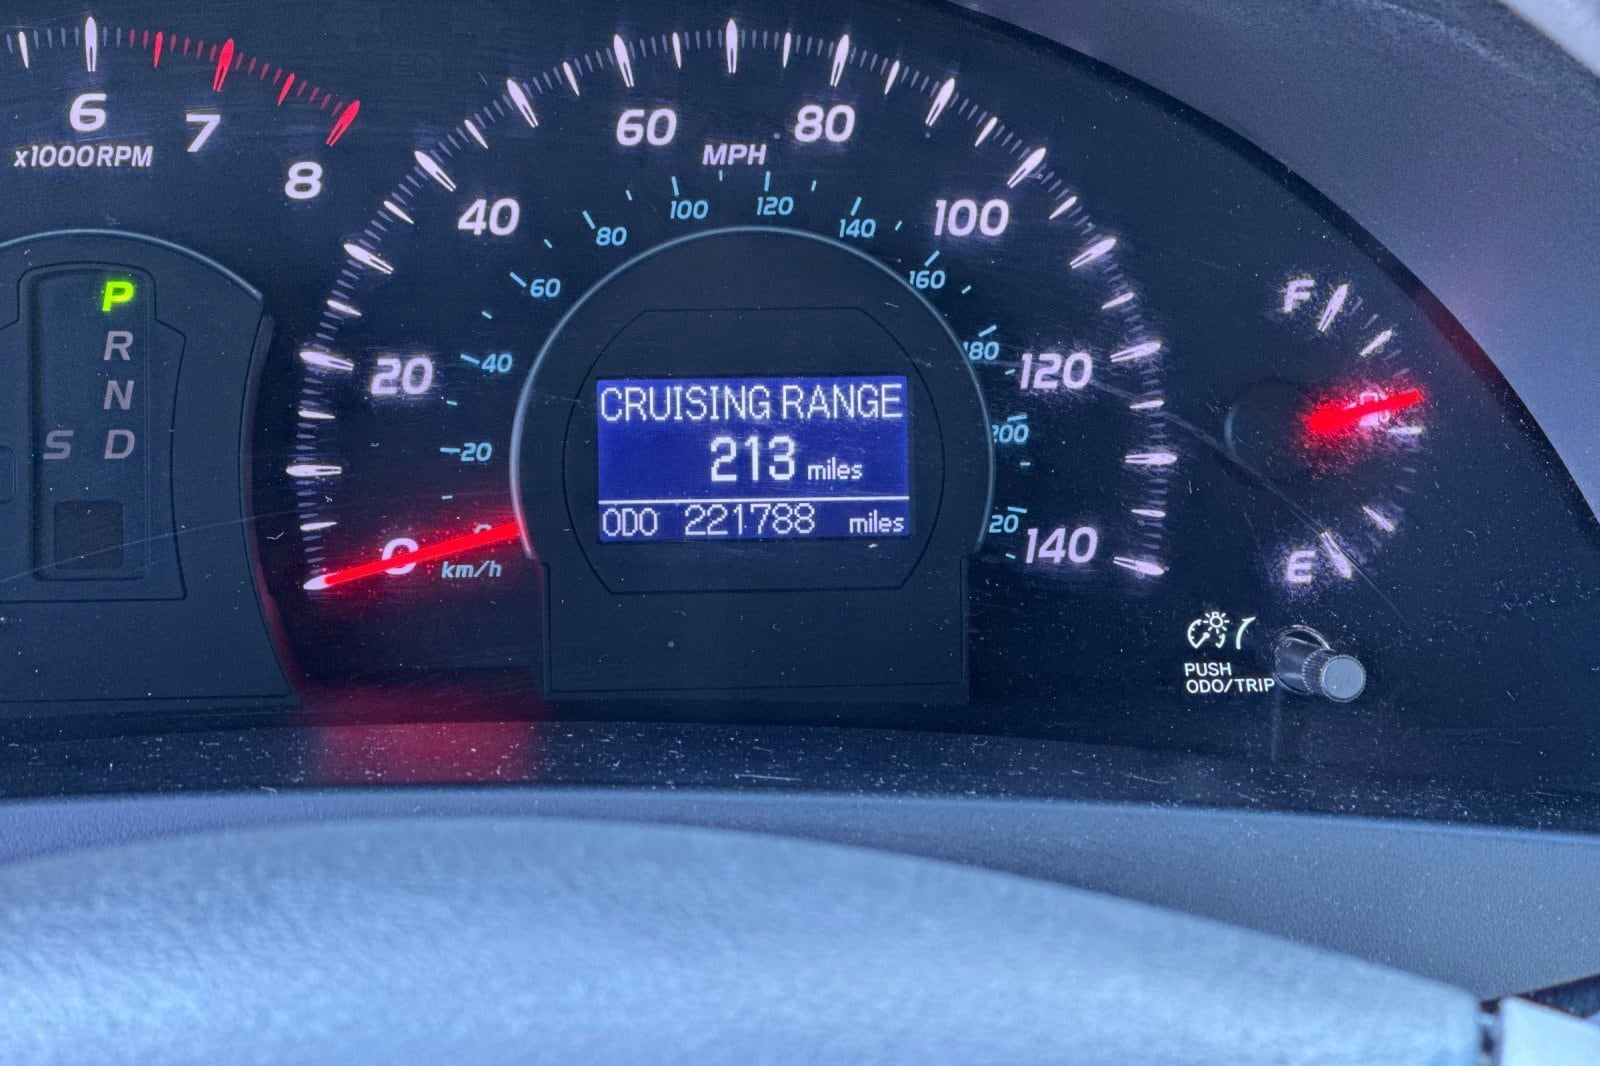 6
7
8
x1000RPM
P
R
N
S D
0
20
40
60
80
100
120
140
MPH
20
40
60
80
100
120
140
160
180
200
km/h
CRUISING RANGE
213 miles
ODO 221788 miles
F
E
PUSH
ODO/TRIP